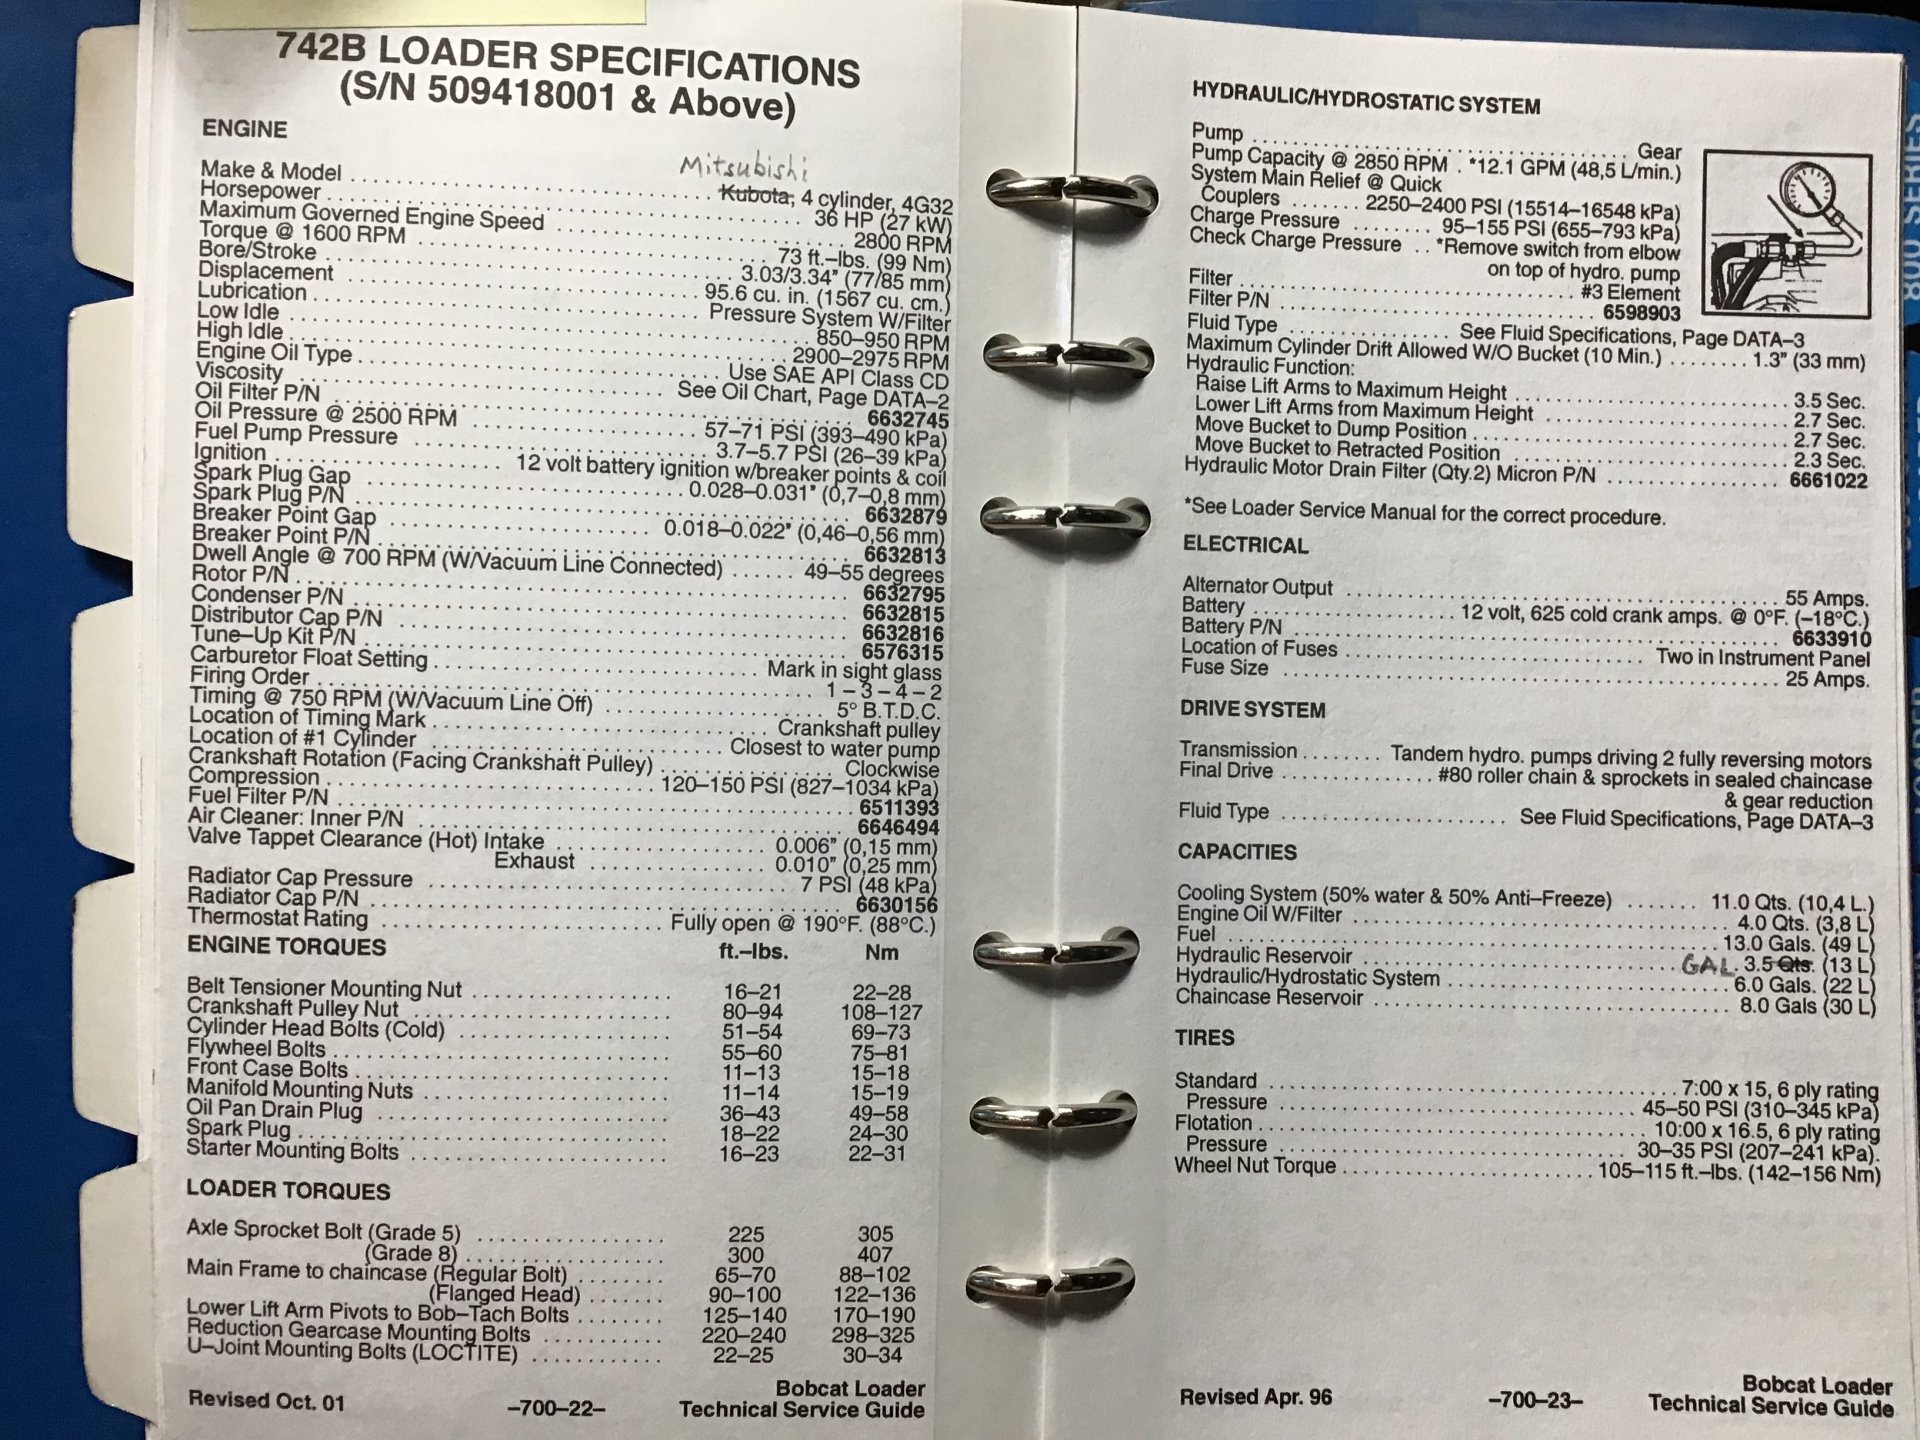 742B LOADER SPECIFICATIONS
(S/N 509418001 & Above)
ENGINE
Mitsubishi
Make & Model ........ Kubota, 4 cylinder, 4G32
Horsepower ........ 36 HP (27 kW)
Maximum Governed Engine Speed ........ 2800 RPM
Torque @ 1600 RPM ........ 73 ft.–lbs. (99 Nm)
Bore/Stroke ........ 3.03/3.34" (77/85 mm)
Displacement ........ 95.6 cu. in. (1567 cu. cm.)
Lubrication ........ Pressure System W/Filter
Low Idle ........ 850–950 RPM
High Idle ........ 2900–2975 RPM
Engine Oil Type ........ Use SAE API Class CD
Viscosity ........ See Oil Chart, Page DATA–2
Oil Filter P/N ........ 6632745
Oil Pressure @ 2500 RPM ........ 57–71 PSI (393–490 kPa)
Fuel Pump Pressure ........ 3.7–5.7 PSI (26–39 kPa)
Ignition ........ 12 volt battery ignition w/breaker points & coil
Spark Plug Gap ........ 0.028–0.031" (0,7–0,8 mm)
Spark Plug P/N ........ 6632879
Breaker Point Gap ........ 0.018–0.022" (0,46–0,56 mm)
Breaker Point P/N ........ 6632813
Dwell Angle @ 700 RPM (W/Vacuum Line Connected) ...... 49–55 degrees
Rotor P/N ........ 6632795
Condenser P/N ........ 6632815
Distributor Cap P/N ........ 6632816
Tune–Up Kit P/N ........ 6576315
Carburetor Float Setting ........ Mark in sight glass
Firing Order ........ 1 – 3 – 4 – 2
Timing @ 750 RPM (W/Vacuum Line Off) ........ 5° B.T.D.C.
Location of Timing Mark ........ Crankshaft pulley
Location of #1 Cylinder ........ Closest to water pump
Crankshaft Rotation (Facing Crankshaft Pulley) ........ Clockwise
Compression ........ 120–150 PSI (827–1034 kPa)
Fuel Filter P/N ........ 6511393
Air Cleaner: Inner P/N ........ 6646494
Valve Tappet Clearance (Hot) Intake ........ 0.006" (0,15 mm)
Exhaust ........ 0.010" (0,25 mm)
Radiator Cap Pressure ........ 7 PSI (48 kPa)
Radiator Cap P/N ........ 6630156
Thermostat Rating ........ Fully open @ 190°F. (88°C.)
ENGINE TORQUES ft.–lbs. Nm
Belt Tensioner Mounting Nut ........ 16–21 22–28
Crankshaft Pulley Nut ........ 80–94 108–127
Cylinder Head Bolts (Cold) ........ 51–54 69–73
Flywheel Bolts ........ 55–60 75–81
Front Case Bolts ........ 11–13 15–18
Manifold Mounting Nuts ........ 11–14 15–19
Oil Pan Drain Plug ........ 36–43 49–58
Spark Plug ........ 18–22 24–30
Starter Mounting Bolts ........ 16–23 22–31
LOADER TORQUES
Axle Sprocket Bolt (Grade 5) ........ 225 305
(Grade 8) ........ 300 407
Main Frame to chaincase (Regular Bolt) ........ 65–70 88–102
(Flanged Head) ....... 90–100 122–136
Lower Lift Arm Pivots to Bob–Tach Bolts ........ 125–140 170–190
Reduction Gearcase Mounting Bolts ........ 220–240 298–325
U–Joint Mounting Bolts (LOCTITE) ........ 22–25 30–34
Revised Oct. 01 –700–22– Bobcat Loader
Technical Service Guide
HYDRAULIC/HYDROSTATIC SYSTEM
Pump ........ Gear
Pump Capacity @ 2850 RPM . *12.1 GPM (48,5 L/min.)
System Main Relief @ Quick
Couplers ....... 2250–2400 PSI (15514–16548 kPa)
Charge Pressure ........ 95–155 PSI (655–793 kPa)
Check Charge Pressure .. *Remove switch from elbow
on top of hydro. pump
Filter ........ #3 Element
Filter P/N ........ 6598903
Fluid Type ........ See Fluid Specifications, Page DATA–3
Maximum Cylinder Drift Allowed W/O Bucket (10 Min.) ........ 1.3" (33 mm)
Hydraulic Function:
Raise Lift Arms to Maximum Height ........ 3.5 Sec.
Lower Lift Arms from Maximum Height ........ 2.7 Sec.
Move Bucket to Dump Position ........ 2.7 Sec.
Move Bucket to Retracted Position ........ 2.3 Sec.
Hydraulic Motor Drain Filter (Qty.2) Micron P/N ........ 6661022
*See Loader Service Manual for the correct procedure.
ELECTRICAL
Alternator Output ........ 55 Amps.
Battery ........ 12 volt, 625 cold crank amps. @ 0°F. (–18°C.)
Battery P/N ........ 6633910
Location of Fuses ........ Two in Instrument Panel
Fuse Size ........ 25 Amps.
DRIVE SYSTEM
Transmission ........ Tandem hydro. pumps driving 2 fully reversing motors
Final Drive ........ #80 roller chain & sprockets in sealed chaincase
& gear reduction
Fluid Type ........ See Fluid Specifications, Page DATA–3
CAPACITIES
Cooling System (50% water & 50% Anti–Freeze) ....... 11.0 Qts. (10,4 L.)
Engine Oil W/Filter ........ 4.0 Qts. (3,8 L)
Fuel ........ 13.0 Gals. (49 L)
Hydraulic Reservoir ........ GAL. 3.5 Qts. (13 L)
Hydraulic/Hydrostatic System ........ 6.0 Gals. (22 L)
Chaincase Reservoir ........ 8.0 Gals (30 L)
TIRES
Standard ........ 7:00 x 15, 6 ply rating
Pressure ........ 45–50 PSI (310–345 kPa)
Flotation ........ 10:00 x 16.5, 6 ply rating
Pressure ........ 30–35 PSI (207–241 kPa).
Wheel Nut Torque ........ 105–115 ft.–lbs. (142–156 Nm)
Revised Apr. 96 –700–23– Bobcat Loader
Technical Service Guide
800 SERIES